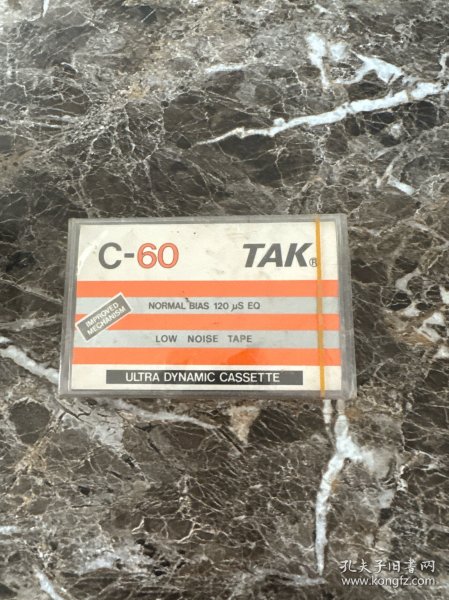 C-60
TAK®
NORMAL BIAS 120 µS EQ
IMPROVED
MECHANISM
LOW NOISE TAPE
ULTRA DYNAMIC CASSETTE
孔夫子旧书网
www.kongfz.com